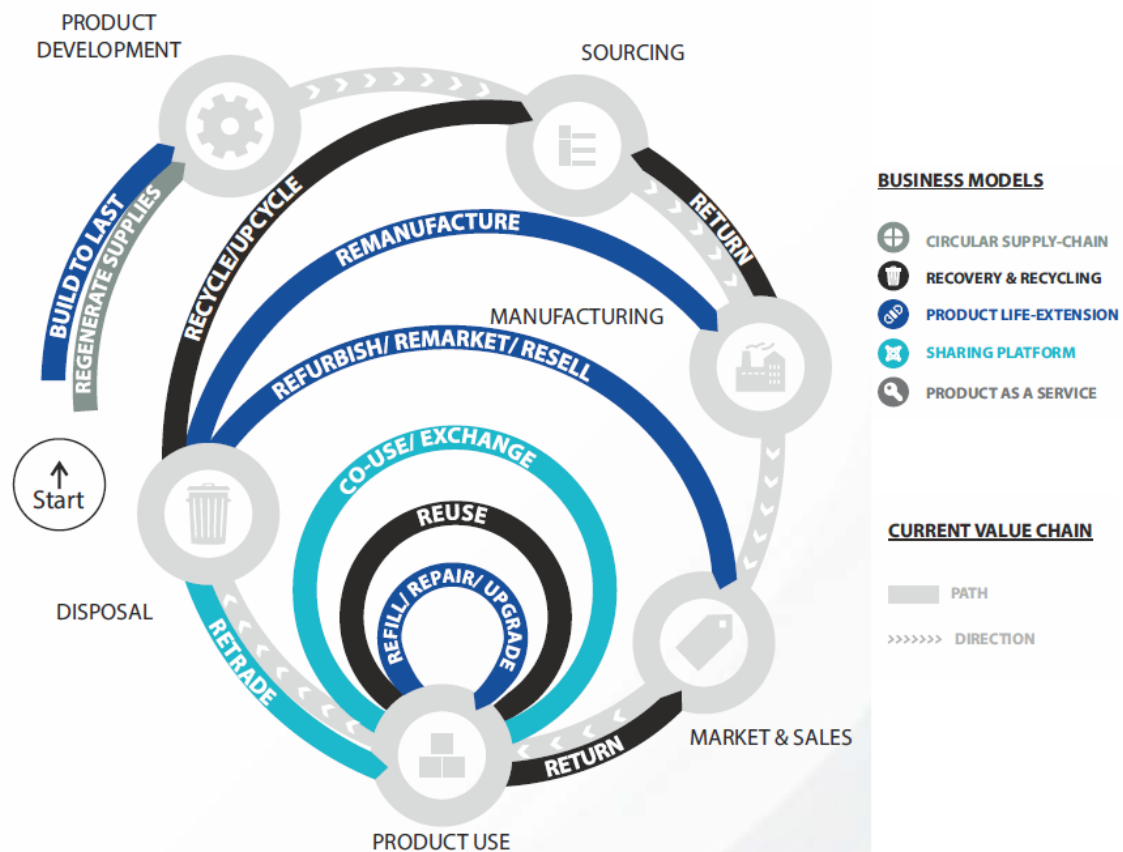 PRODUCT
DEVELOPMENT
SOURCING
BUILD TO LAST
REGENERATE SUPPLIES
RECYCLE/UPCYCLE
REMANUFACTURE
RETURN
MANUFACTURING
REFURBISH/ REMARKET/ RESELL
Start
CO-USE/ EXCHANGE
REUSE
REFILL/ REPAIR/ UPGRADE
DISPOSAL
RETRADE
RETURN
MARKET & SALES
PRODUCT USE
BUSINESS MODELS
CIRCULAR SUPPLY-CHAIN
RECOVERY & RECYCLING
PRODUCT LIFE-EXTENSION
SHARING PLATFORM
PRODUCT AS A SERVICE
CURRENT VALUE CHAIN
PATH
DIRECTION